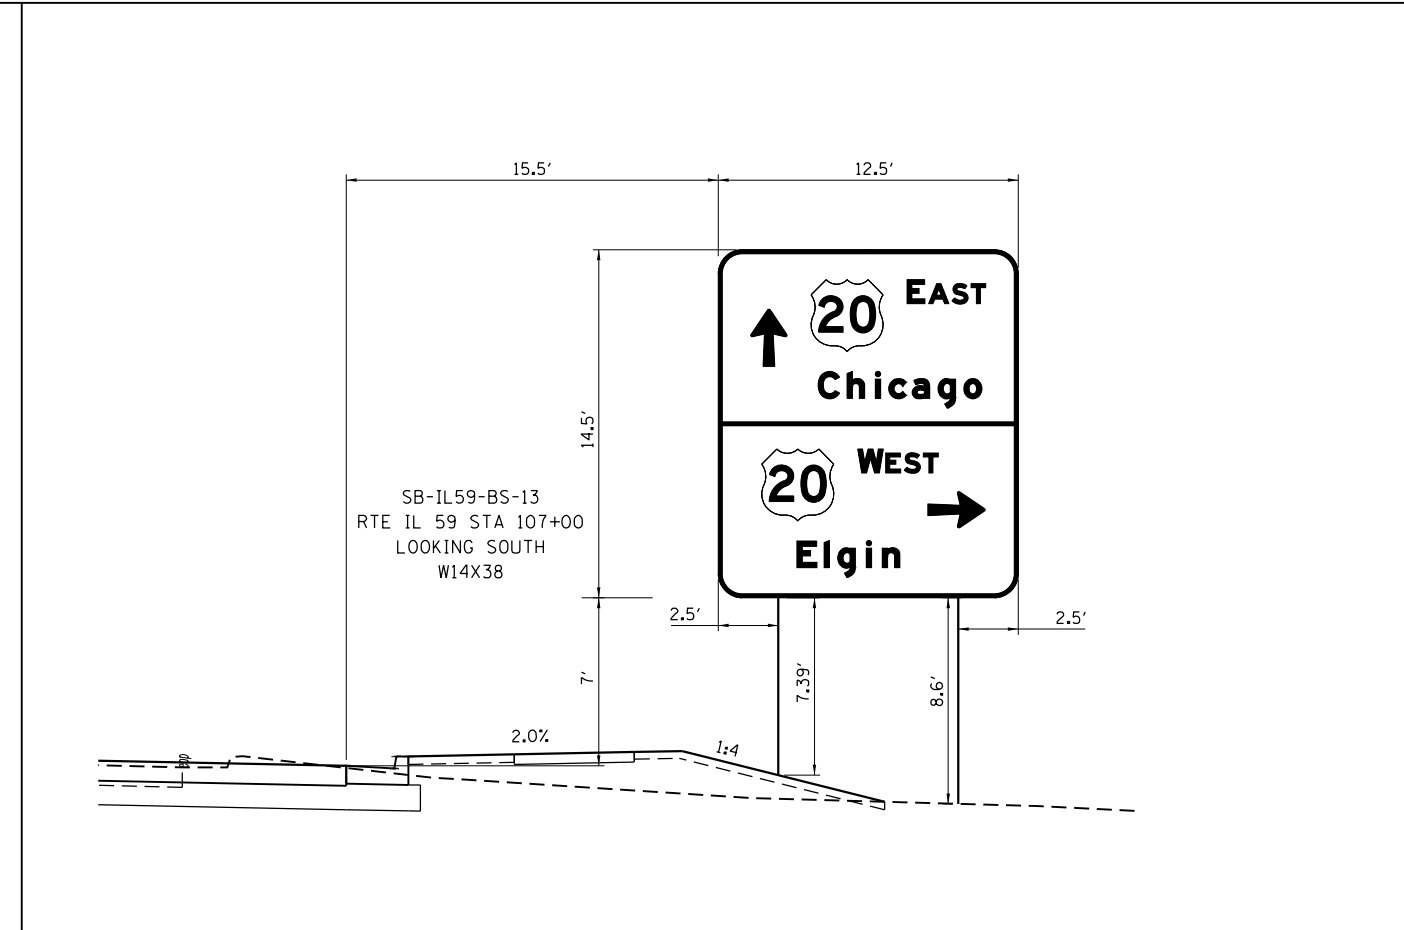 15.5'
12.5'
20 EAST
Chicago
14.5'
20 WEST
Elgin
SB-IL59-BS-13
RTE IL 59 STA 107+00
LOOKING SOUTH
W14X38
2.5'
2.5'
7'
7.39'
8.6'
2.0%
1:4